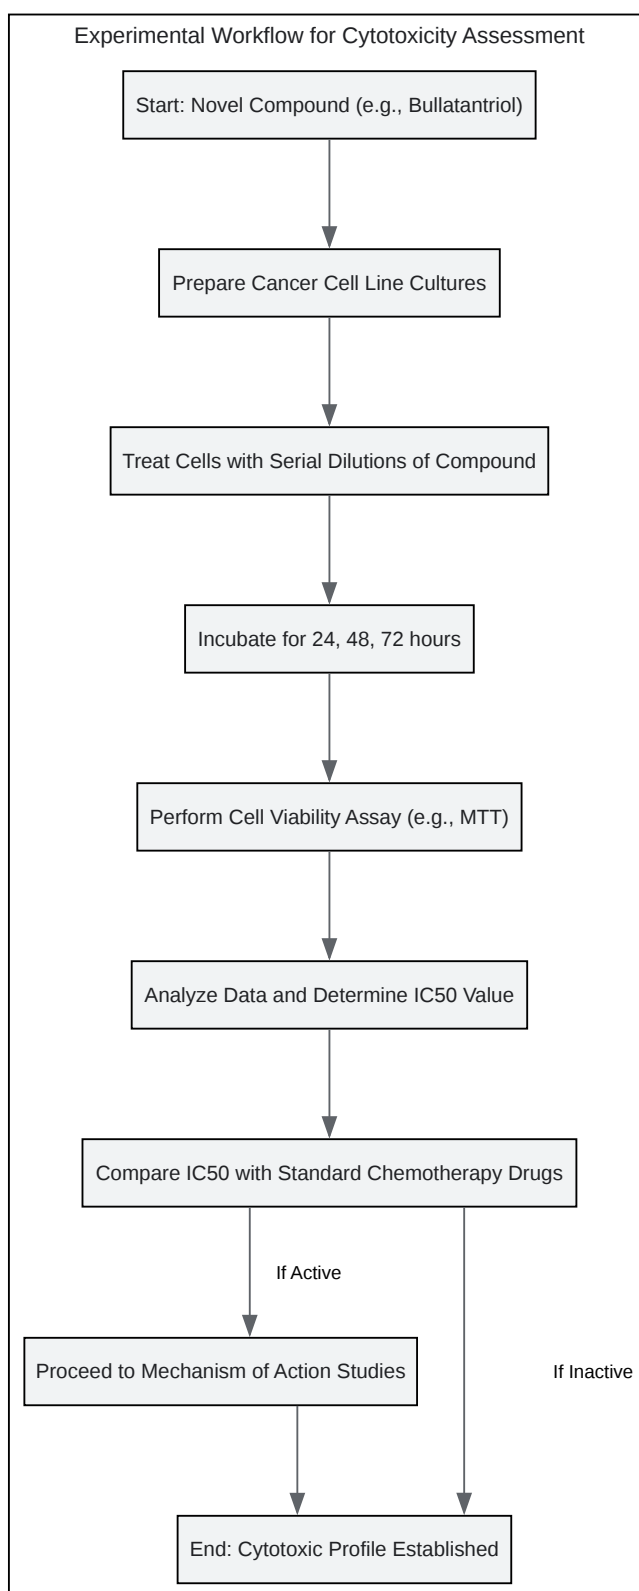 Experimental Workflow for Cytotoxicity Assessment
Start: Novel Compound (e.g., Bullatantriol)
Prepare Cancer Cell Line Cultures
Treat Cells with Serial Dilutions of Compound
Incubate for 24, 48, 72 hours
Perform Cell Viability Assay (e.g., MTT)
Analyze Data and Determine IC50 Value
Compare IC50 with Standard Chemotherapy Drugs
If Active
Proceed to Mechanism of Action Studies
If Inactive
End: Cytotoxic Profile Established